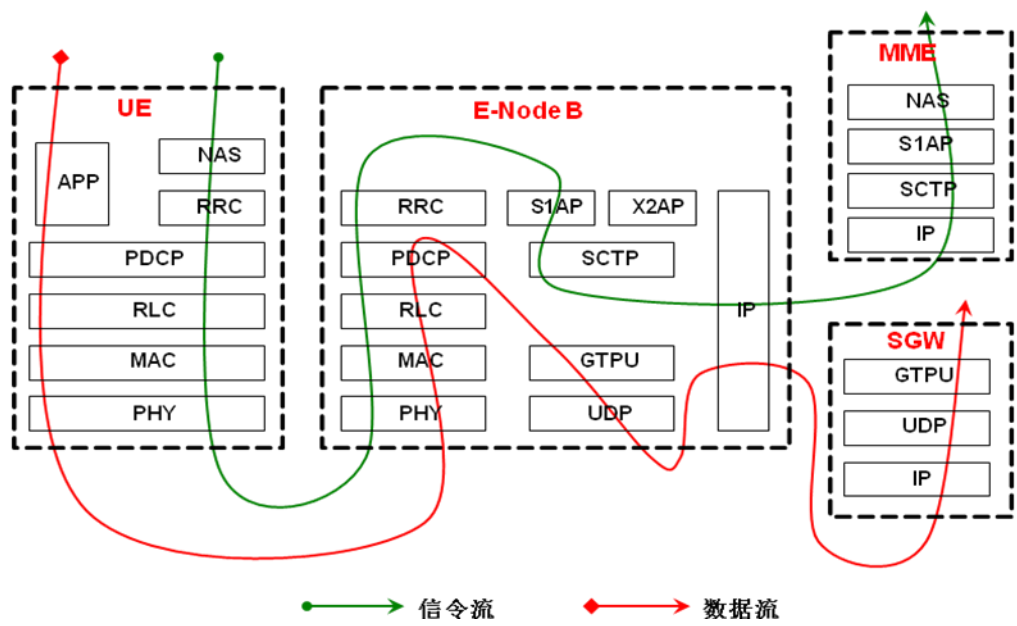 UE
APP
NAS
RRC
PDCP
RLC
MAC
PHY
E-Node B
RRC
S1AP
X2AP
PDCP
SCTP
RLC
IP
MAC
GTPU
PHY
UDP
MME
NAS
S1AP
SCTP
IP
SGW
GTPU
UDP
IP
信令流
数据流